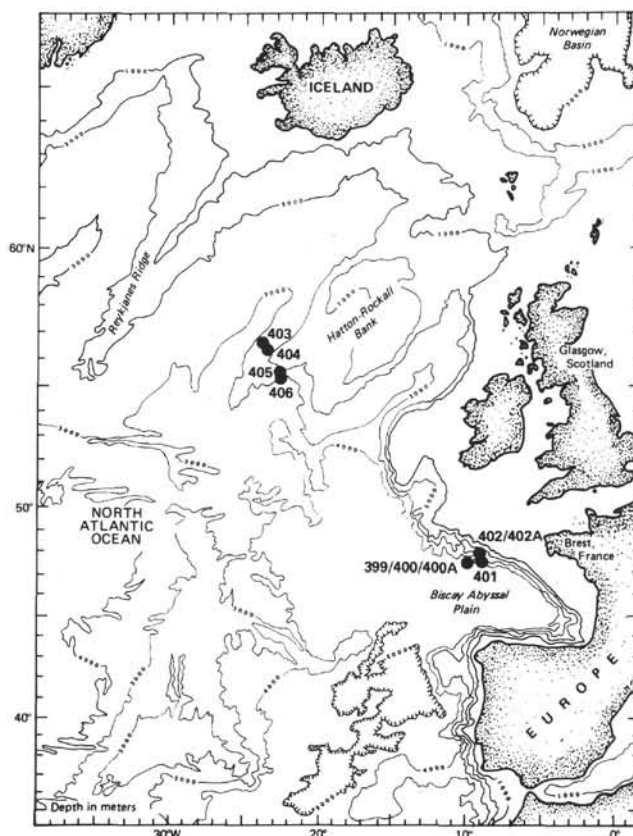 Norwegian
Basin
ICELAND
60°N
Reykjanes Ridge
Hatton-Rockall
Bank
403
404
405
406
Glasgow,
Scotland
50°
NORTH
ATLANTIC
OCEAN
402/402A
Brest,
France
399/400/400A
401
Biscay Abyssal
Plain
40°
EUROPE
Depth in meters
30°W
20°
10°
0°